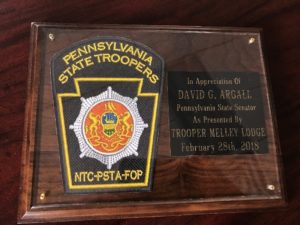 PENNSYLVANIA
STATE TROOPERS
NTC-PSTA-FOP
In Appreciation Of
DAVID G. ARGALL
Pennsylvania State Senator
As Presented By
TROOPER MELLEY LODGE
February 28th, 2018